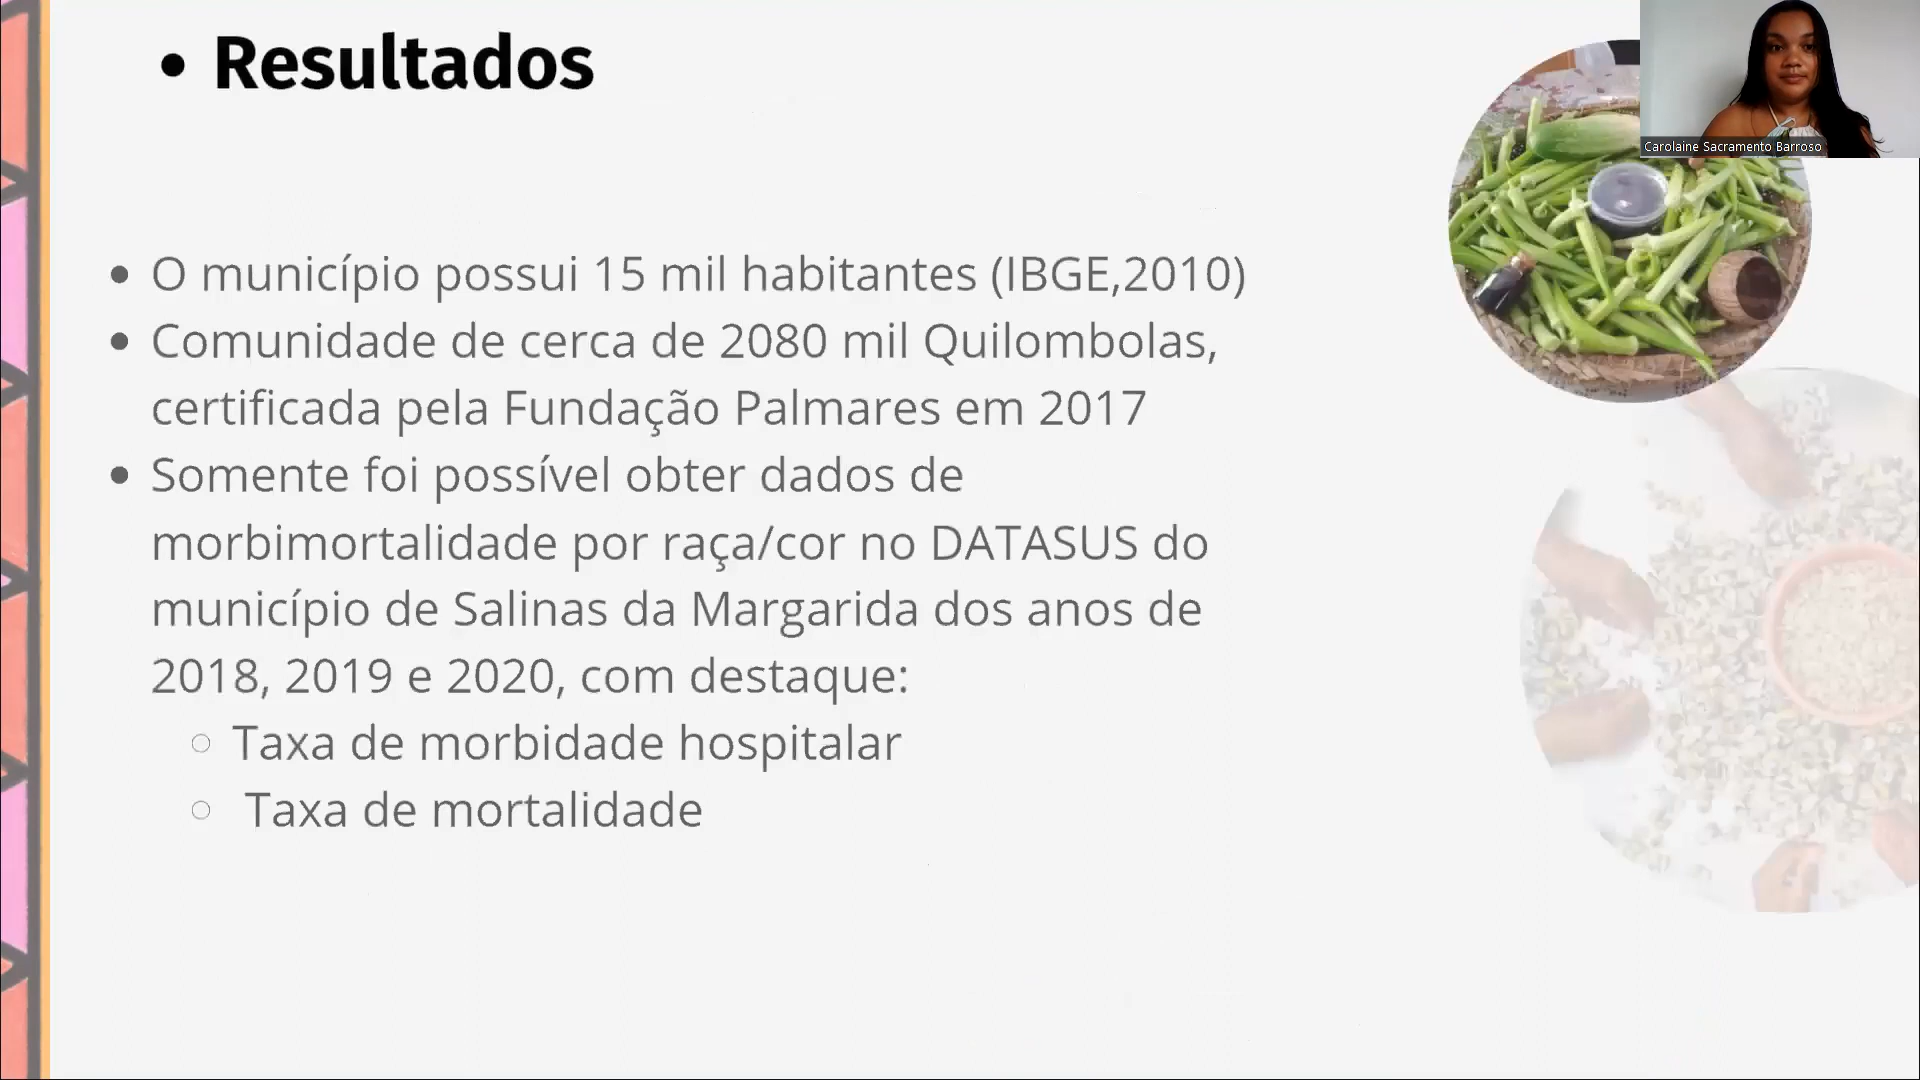 • Resultados
Carolaine Sacramento Barroso
• O município possui 15 mil habitantes (IBGE,2010)
• Comunidade de cerca de 2080 mil Quilombolas,
certificada pela Fundação Palmares em 2017
• Somente foi possível obter dados de
morbimortalidade por raça/cor no DATASUS do
município de Salinas da Margarida dos anos de
2018, 2019 e 2020, com destaque:
○ Taxa de morbidade hospitalar
○ Taxa de mortalidade